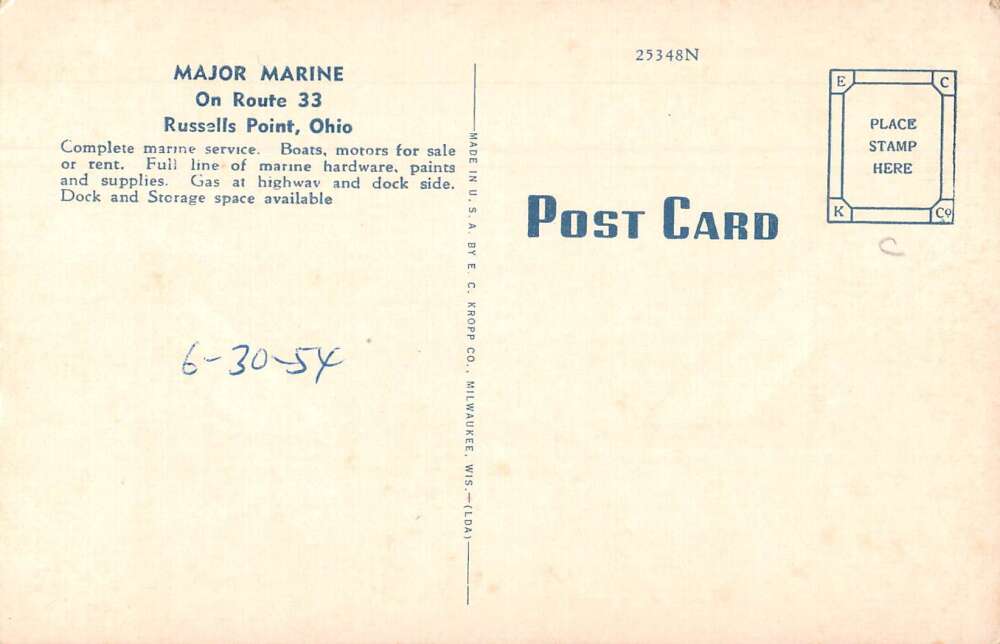 MAJOR MARINE
On Route 33
Russells Point, Ohio
Complete marine service. Boats, motors for sale
or rent. Full line of marine hardware, paints
and supplies. Gas at highway and dock side.
Dock and Storage space available
6-30-54
MADE IN U. S. A. BY E. C. KROPP CO., MILWAUKEE, WIS.—(LDA)
25348N
POST CARD
E C
PLACE
STAMP
HERE
K Co
C